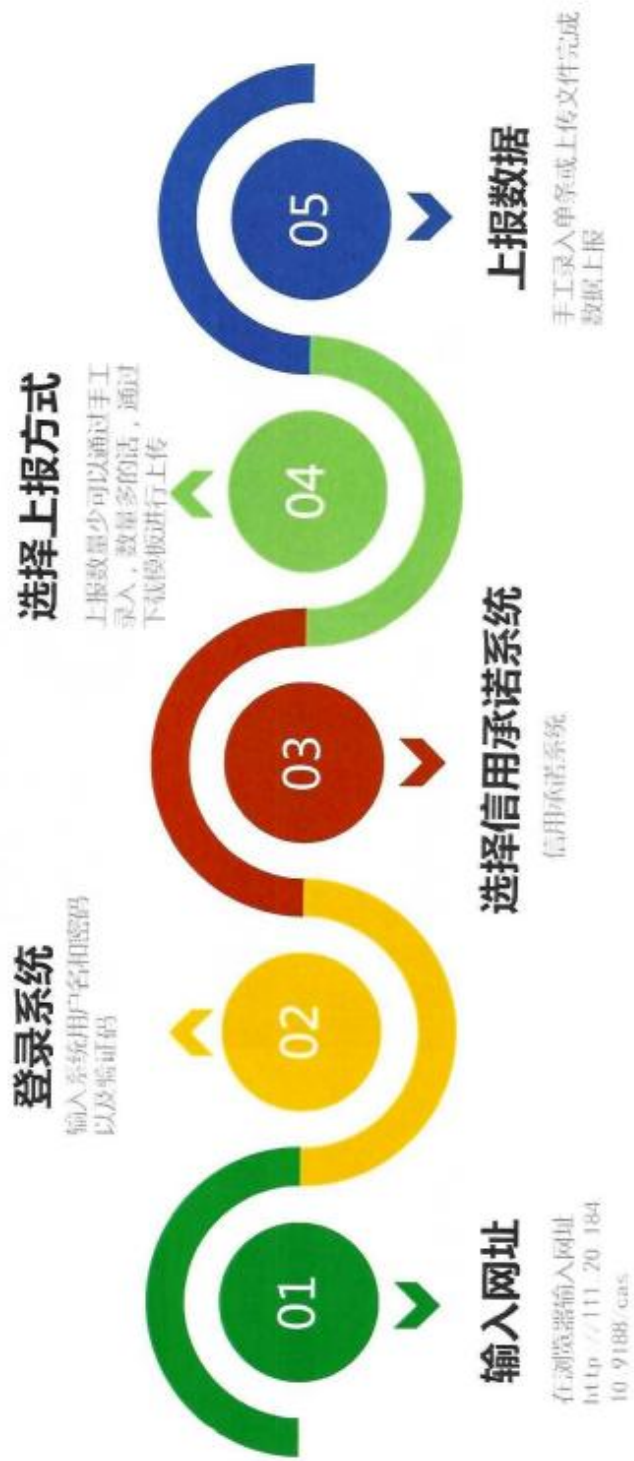 01
输入网址
在浏览器输入网址
http://111 20 184
10 9188/cas
02
登录系统
输入系统用户名和密码
以及验证码
03
选择信用承诺系统
信用承诺系统
04
选择上报方式
上报数量少可以通过手工
录入，数量多的话，通过
下载模板进行上传
05
上报数据
手工录入单条或上传文件完成
数据上报